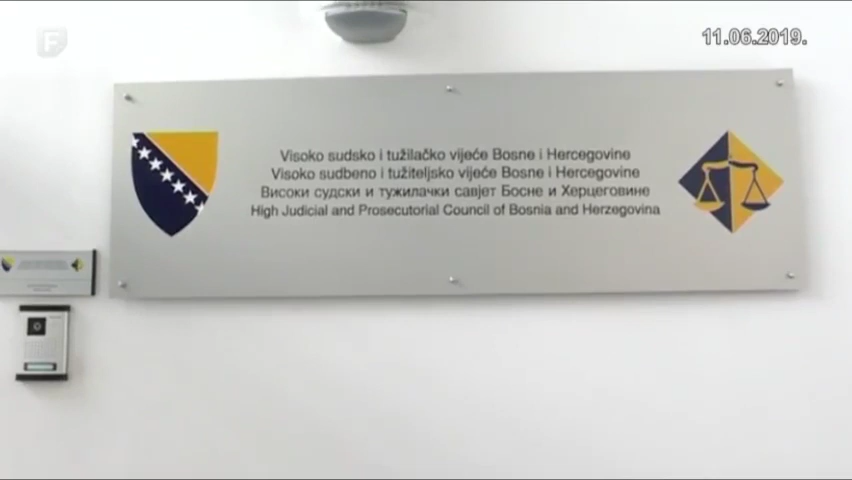 11.06.2019.
Visoko sudsko i tužilačko vijeće Bosne i Hercegovine
Visoko sudbeno i tužiteljsko vijeće Bosne i Hercegovine
Високи судски и тужилачки савјет Босне и Херцеговине
High Judicial and Prosecutorial Council of Bosnia and Herzegovina